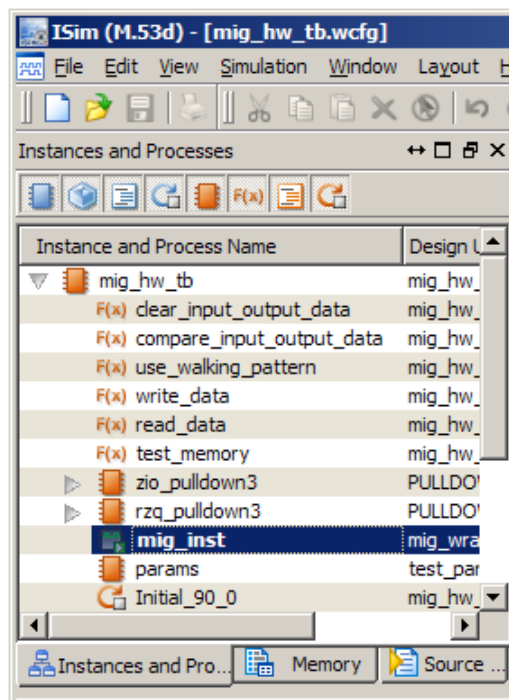 ISim (M.53d) - [mig_hw_tb.wcfg]
File Edit View Simulation Window Layout
Instances and Processes
F(x)
Instance and Process Name Design
mig_hw_tb mig_hw_
F(x) clear_input_output_data mig_hw_
F(x) compare_input_output_data mig_hw_
F(x) use_walking_pattern mig_hw_
F(x) write_data mig_hw_
F(x) read_data mig_hw_
F(x) test_memory mig_hw_
zio_pulldown3 PULLDO
rzq_pulldown3 PULLDO
mig_inst mig_wra
params test_par
Initial_90_0 mig_hw_
Instances and Pro... Memory Source ...